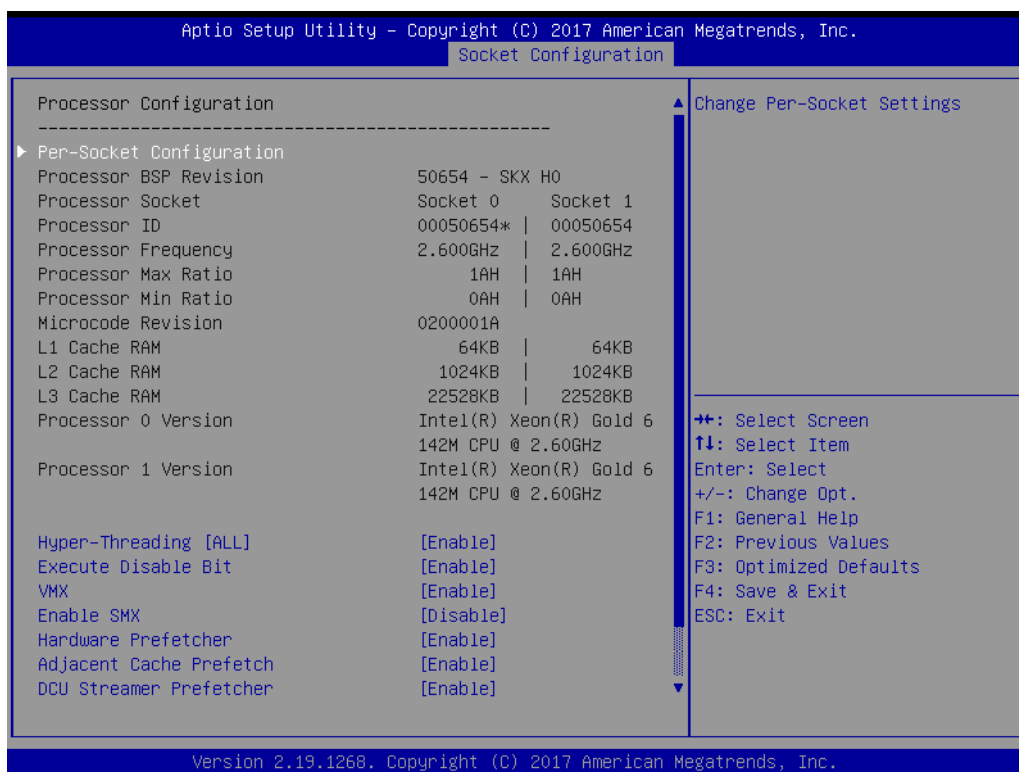 Aptio Setup Utility – Copyright (C) 2017 American Megatrends, Inc.
Socket Configuration
Processor Configuration
--------------------------------------------------
Per-Socket Configuration
Processor BSP Revision 50654 - SKX H0
Processor Socket Socket 0 Socket 1
Processor ID 00050654* | 00050654
Processor Frequency 2.600GHz | 2.600GHz
Processor Max Ratio 1AH | 1AH
Processor Min Ratio 0AH | 0AH
Microcode Revision 0200001A
L1 Cache RAM 64KB | 64KB
L2 Cache RAM 1024KB | 1024KB
L3 Cache RAM 22528KB | 22528KB
Processor 0 Version Intel(R) Xeon(R) Gold 6
142M CPU @ 2.60GHz
Processor 1 Version Intel(R) Xeon(R) Gold 6
142M CPU @ 2.60GHz
Hyper-Threading [ALL] [Enable]
Execute Disable Bit [Enable]
VMX [Enable]
Enable SMX [Disable]
Hardware Prefetcher [Enable]
Adjacent Cache Prefetch [Enable]
DCU Streamer Prefetcher [Enable]
Change Per-Socket Settings
→←: Select Screen
↑↓: Select Item
Enter: Select
+/-: Change Opt.
F1: General Help
F2: Previous Values
F3: Optimized Defaults
F4: Save & Exit
ESC: Exit
Version 2.19.1268. Copyright (C) 2017 American Megatrends, Inc.